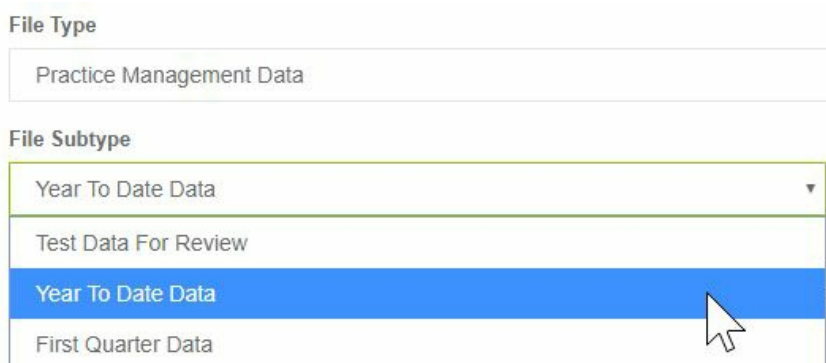 File Type
Practice Management Data
File Subtype
Year To Date Data
Test Data For Review
Year To Date Data
First Quarter Data